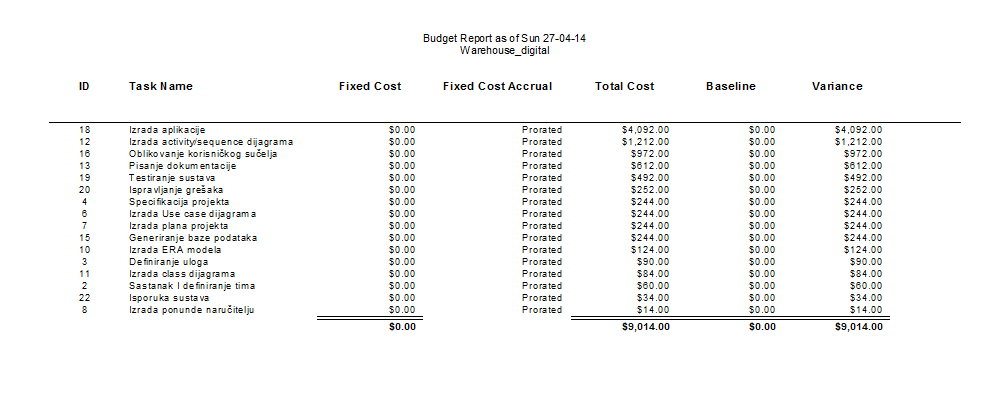 Budget Report as of Sun 27-04-14
Warehouse_digital
ID Task Name Fixed Cost Fixed Cost Accrual Total Cost Baseline Variance
18 Izrada aplikacije $0.00 Prorated $4,092.00 $0.00 $4,092.00
12 Izrada activity/sequence dijagrama $0.00 Prorated $1,212.00 $0.00 $1,212.00
16 Oblikovanje korisničkog sučelja $0.00 Prorated $972.00 $0.00 $972.00
13 Pisanje dokumentacije $0.00 Prorated $612.00 $0.00 $612.00
19 Testiranje sustava $0.00 Prorated $492.00 $0.00 $492.00
20 Ispravljanje grešaka $0.00 Prorated $252.00 $0.00 $252.00
4 Specifikacija projekta $0.00 Prorated $244.00 $0.00 $244.00
6 Izrada Use case dijagrama $0.00 Prorated $244.00 $0.00 $244.00
7 Izrada plana projekta $0.00 Prorated $244.00 $0.00 $244.00
15 Generiranje baze podataka $0.00 Prorated $244.00 $0.00 $244.00
10 Izrada ERA modela $0.00 Prorated $124.00 $0.00 $124.00
3 Definiranje uloga $0.00 Prorated $90.00 $0.00 $90.00
11 Izrada class dijagrama $0.00 Prorated $84.00 $0.00 $84.00
2 Sastanak I definiranje tima $0.00 Prorated $60.00 $0.00 $60.00
22 Isporuka sustava $0.00 Prorated $34.00 $0.00 $34.00
8 Izrada ponunde naručitelju $0.00 Prorated $14.00 $0.00 $14.00
$0.00 $9,014.00 $0.00 $9,014.00